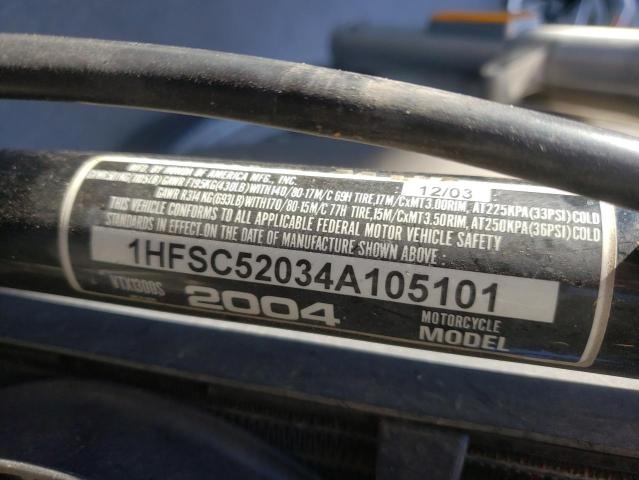 MFD. BY HONDA OF AMERICA MFG., INC. 12/03
GAWR F195KG(430LB)WITH140/80-17M/C 69H TIRE,17M/CxMT3.00RIM, AT225KPA(33PSI)COLD
GAWR R314KG(693LB)WITH170/80-15M/C 77H TIRE,15M/CxMT3.50RIM, AT250KPA(36PSI)COLD
THIS VEHICLE CONFORMS TO ALL APPLICABLE FEDERAL MOTOR VEHICLE SAFETY
STANDARDS IN EFFECT ON THE DATE OF MANUFACTURE SHOWN ABOVE.
1HFSC52034A105101
VTX1300S 2004 MOTORCYCLE
MODEL